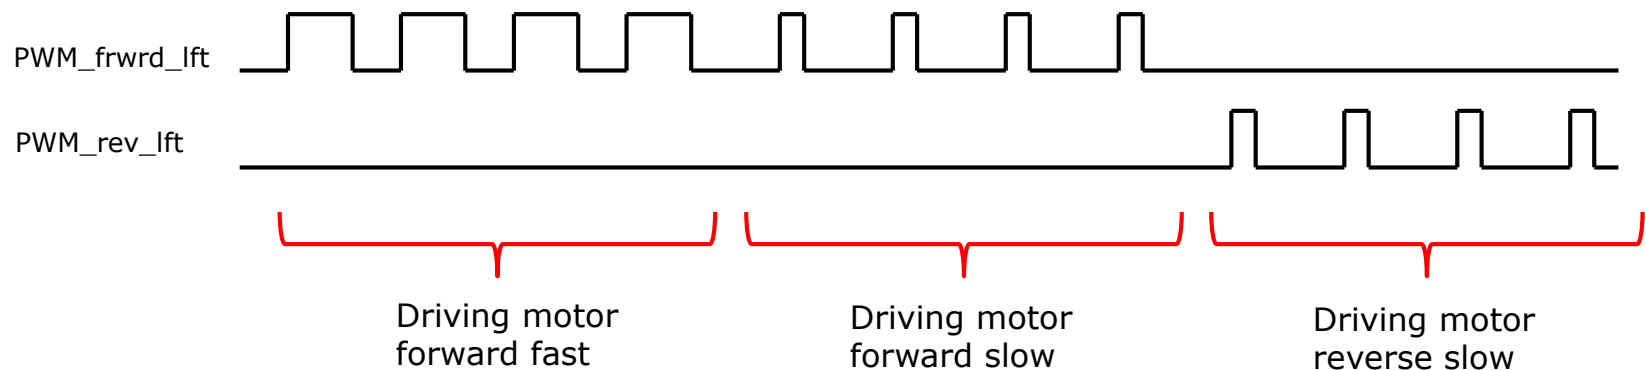 PWM_frwrd_lft
PWM_rev_lft
Driving motor
forward fast
Driving motor
forward slow
Driving motor
reverse slow